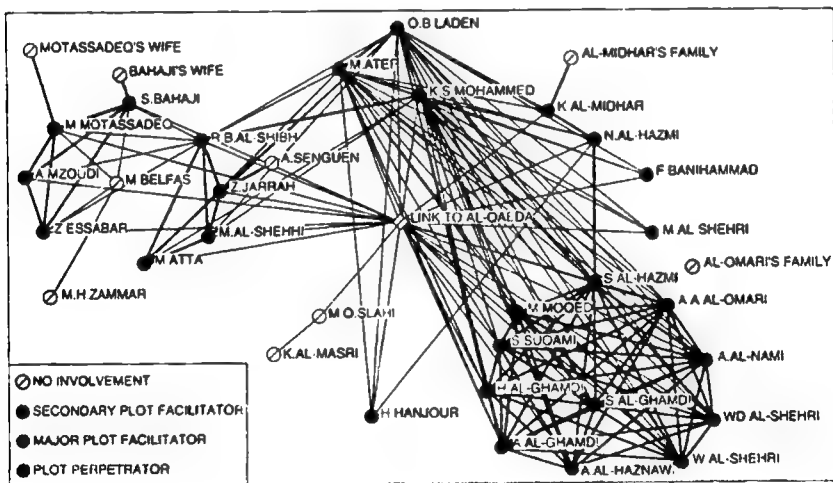 O.B LADEN
MOTASSADEQ'S WIFE
AL-MIDHAR'S FAMILY
BAHAJI'S WIFE
M ATEF
K S MOHAMMED
S.BAHAJI
K AL-MIDHAR
M MOTASSADEO
R B.AL-SHIBH
N.AL-HAZMI
A.SENGUEN
A MZOUDI
M BELFAS
Z.JARRAH
F BANIHAMMAD
LINK TO AL-QALDA
Z ESSABAR
M.AL-SHEHHI
M AL SHEHRI
M ATTA
AL-OMARI'S FAMILY
S AL-HAZMI
M.H ZAMMAR
A A AL-OMARI
M O.SLAHI
M MOQED
S SUQAMI
K.AL-MASRI
A.AL-NAMI
NO INVOLVEMENT
H AL-GHAMDI
S AL-GHAMDI
SECONDARY PLOT FACILITATOR
H HANJOUR
WD AL-SHEHRI
MAJOR PLOT FACILITATOR
A AL-GHAMDI
W AL-SHEHRI
PLOT PERPETRATOR
A AL-HAZNAW.